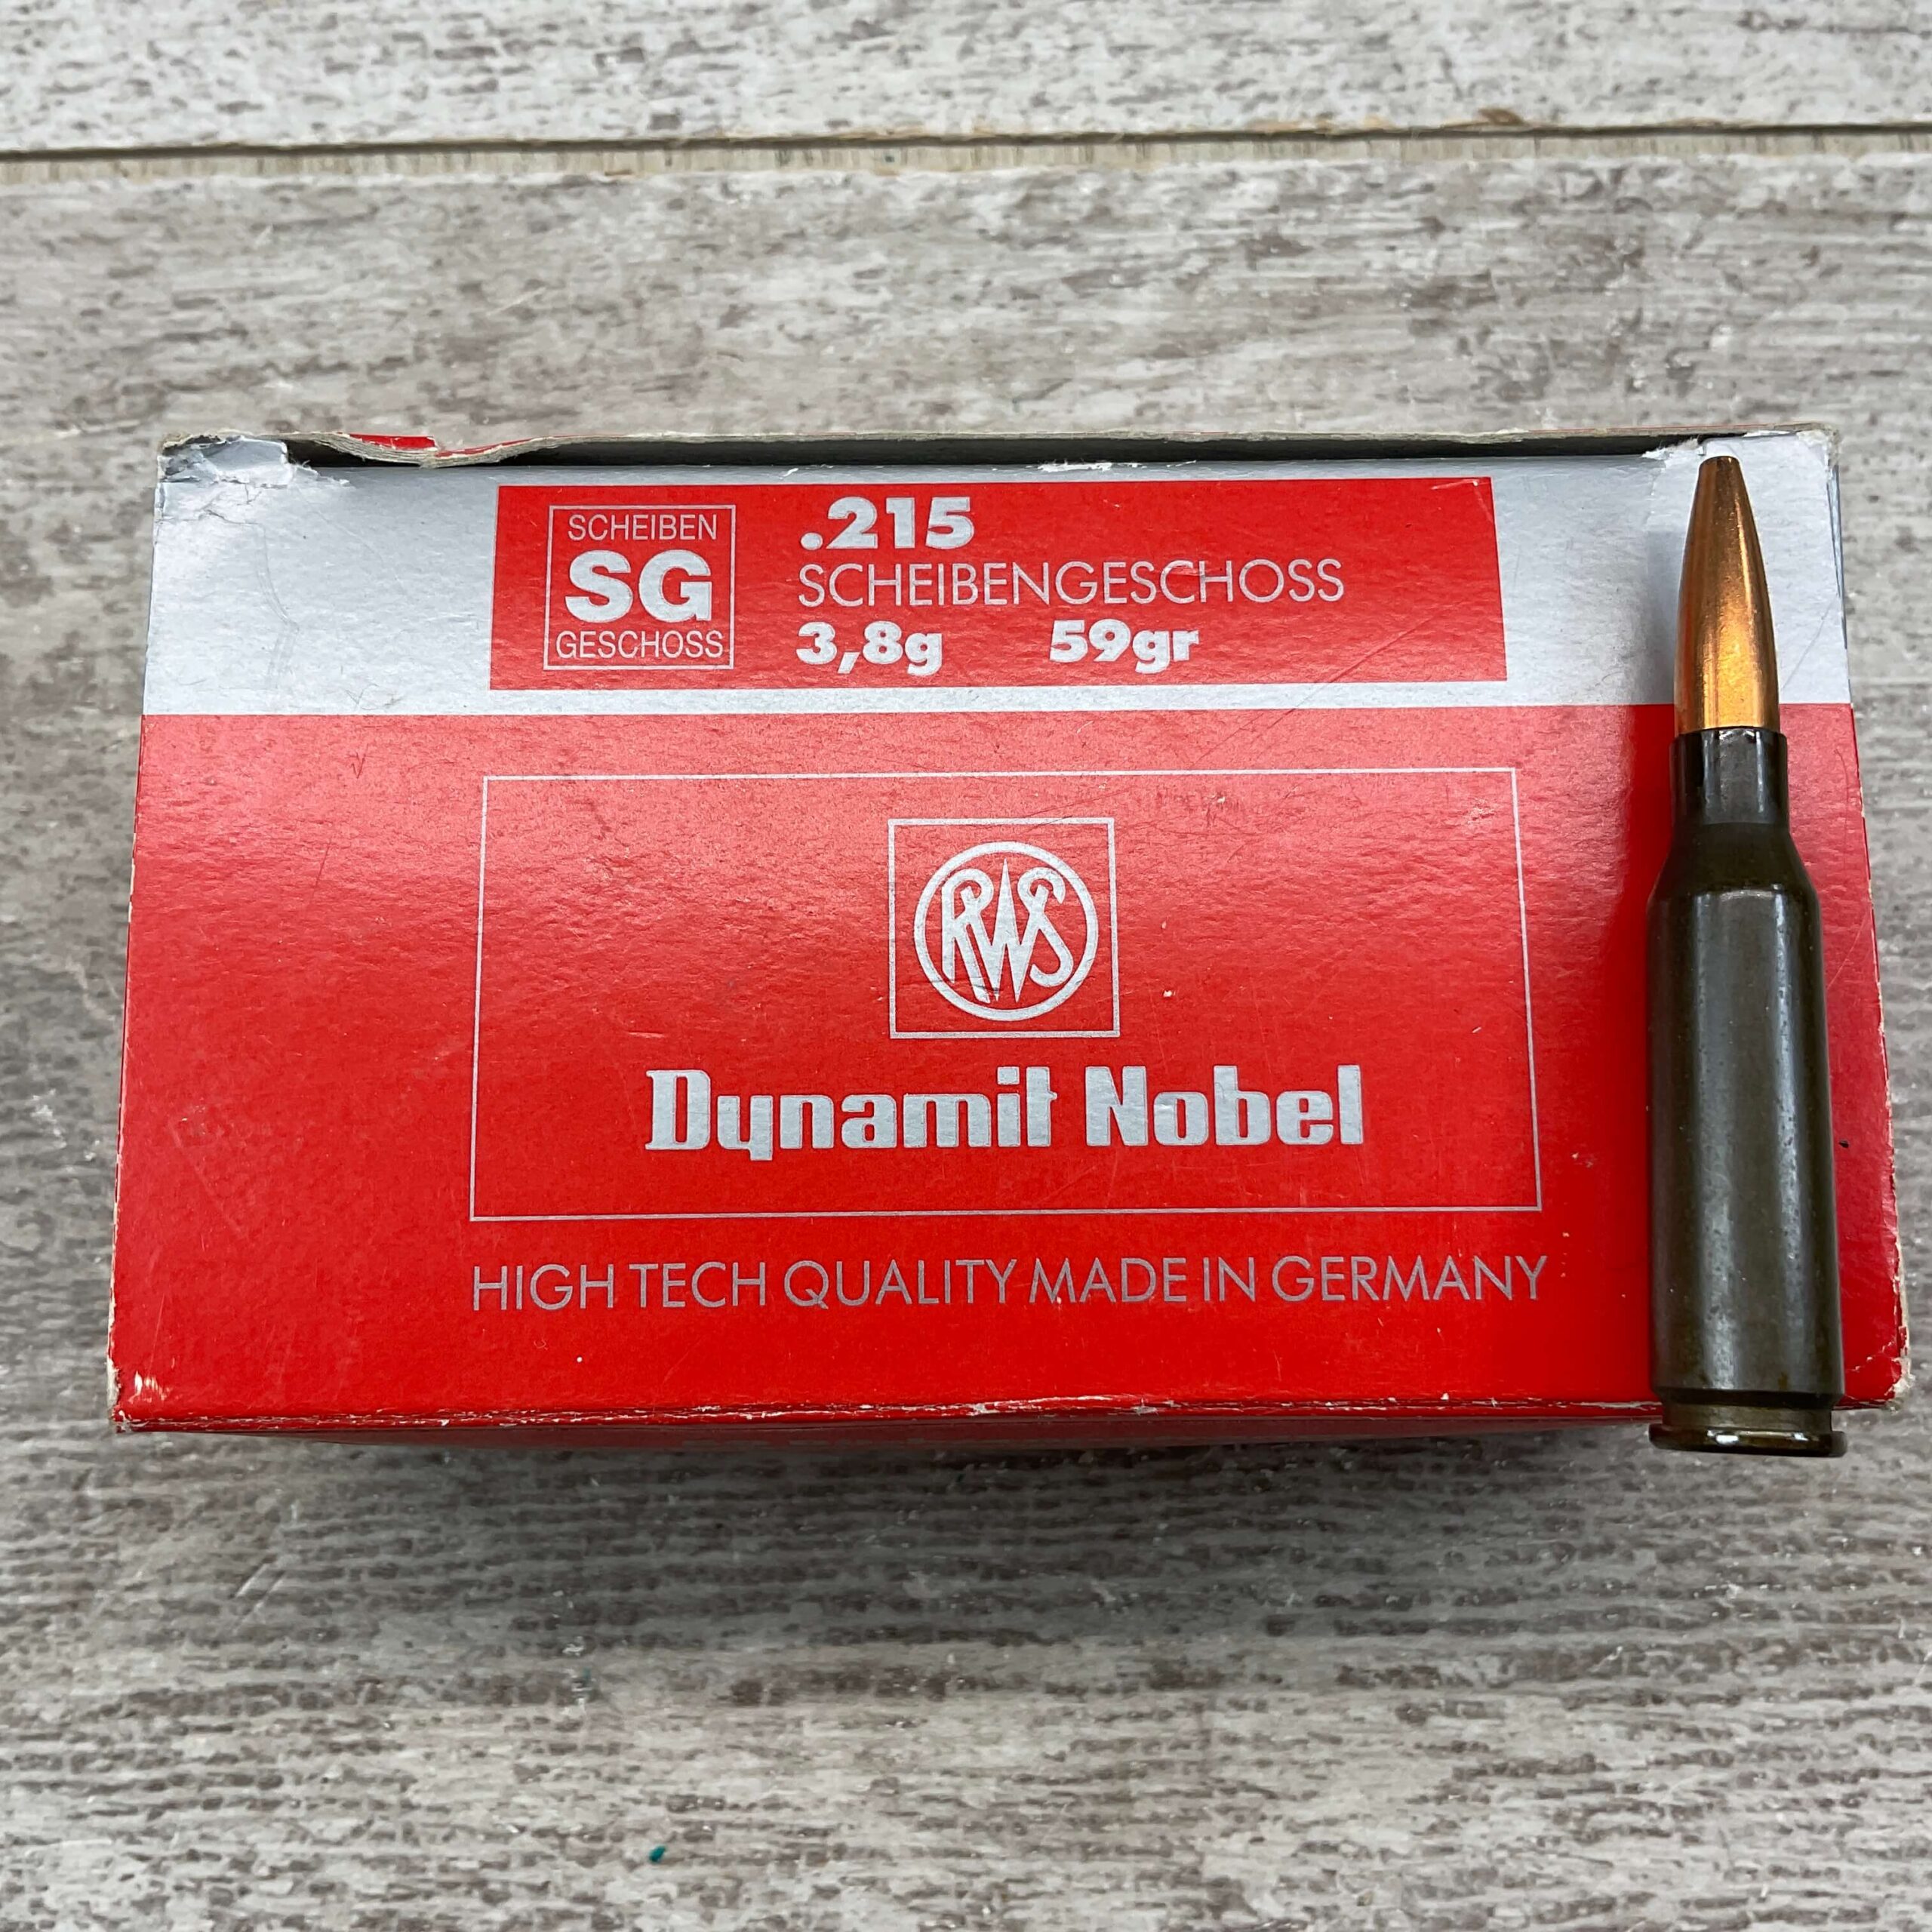 SCHEIBEN
SG
GESCHOSS
.215
SCHEIBENGESCHOSS
3,8g 59gr
RWS
Dynamit Nobel
HIGH TECH QUALITY MADE IN GERMANY